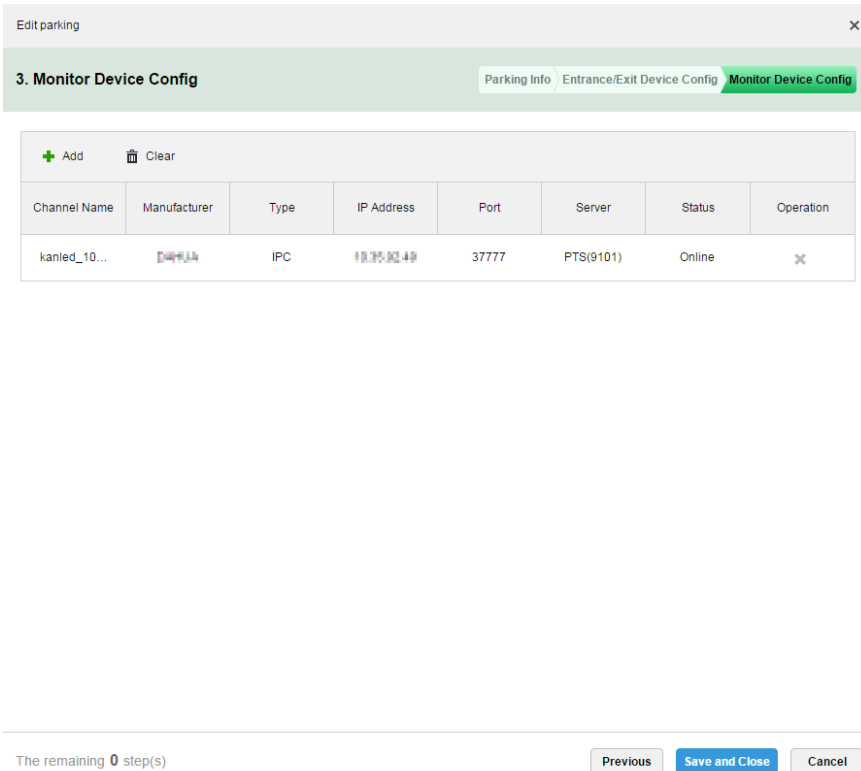 Edit parking
3. Monitor Device Config
Parking Info Entrance/Exit Device Config Monitor Device Config
Add Clear
Channel Name Manufacturer Type IP Address Port Server Status Operation
kanled_10... IPC 37777 PTS(9101) Online
The remaining 0 step(s)
Previous Save and Close Cancel